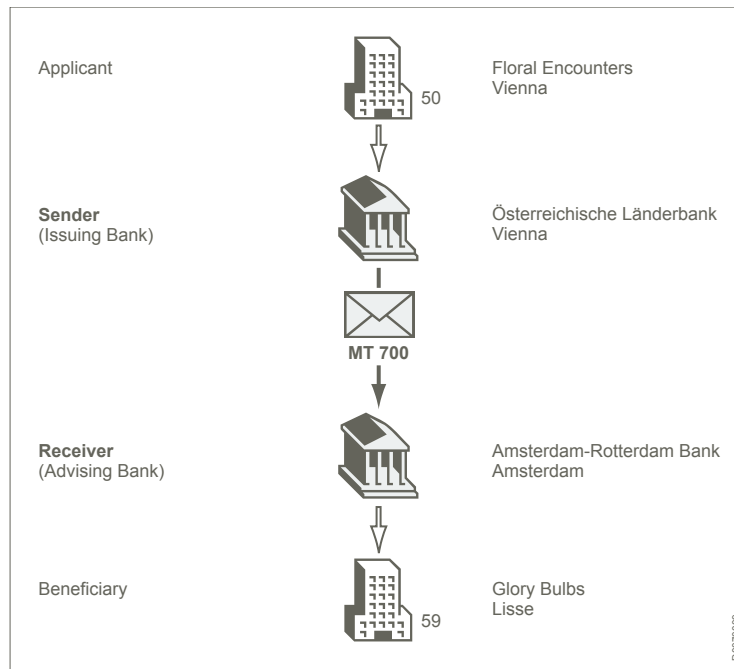 Applicant
50
Floral Encounters
Vienna
Sender
(Issuing Bank)
Österreichische Länderbank
Vienna
MT 700
Receiver
(Advising Bank)
Amsterdam-Rotterdam Bank
Amsterdam
Beneficiary
59
Glory Bulbs
Lisse